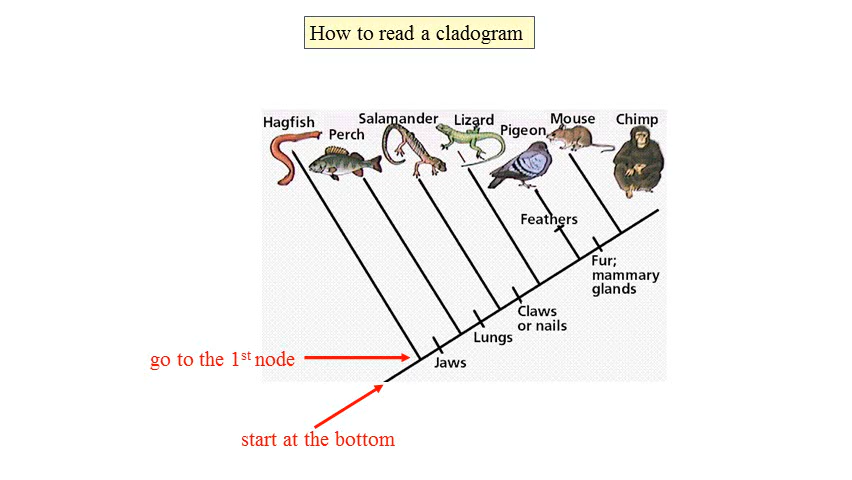 How to read a cladogram
Hagfish
Perch
Salamander
Lizard
Pigeon
Mouse
Chimp
Feathers
Fur;
mammary
glands
Claws
or nails
Lungs
Jaws
go to the 1st node
start at the bottom